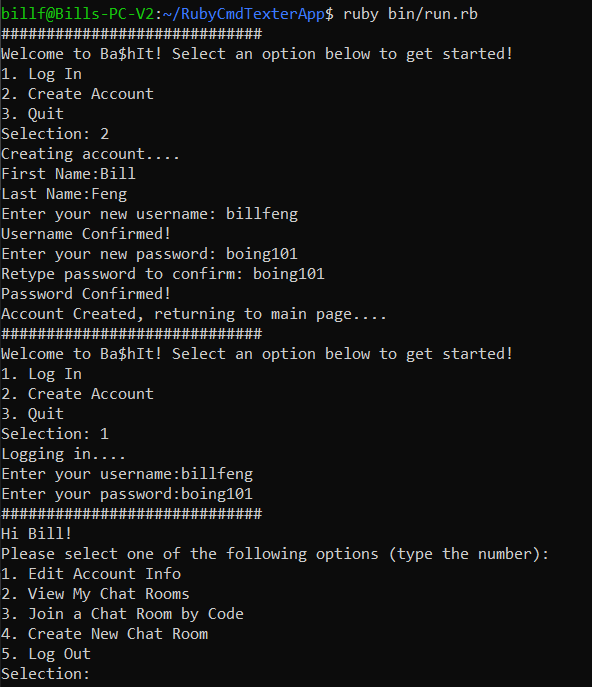 billf@Bills-PC-V2:~/RubyCmdTexterApp$ ruby bin/run.rb
#############################
Welcome to Ba$hIt! Select an option below to get started!
1. Log In
2. Create Account
3. Quit
Selection: 2
Creating account....
First Name:Bill
Last Name:Feng
Enter your new username: billfeng
Username Confirmed!
Enter your new password: boing101
Retype password to confirm: boing101
Password Confirmed!
Account Created, returning to main page....
#############################
Welcome to Ba$hIt! Select an option below to get started!
1. Log In
2. Create Account
3. Quit
Selection: 1
Logging in....
Enter your username:billfeng
Enter your password:boing101
#############################
Hi Bill!
Please select one of the following options (type the number):
1. Edit Account Info
2. View My Chat Rooms
3. Join a Chat Room by Code
4. Create New Chat Room
5. Log Out
Selection: